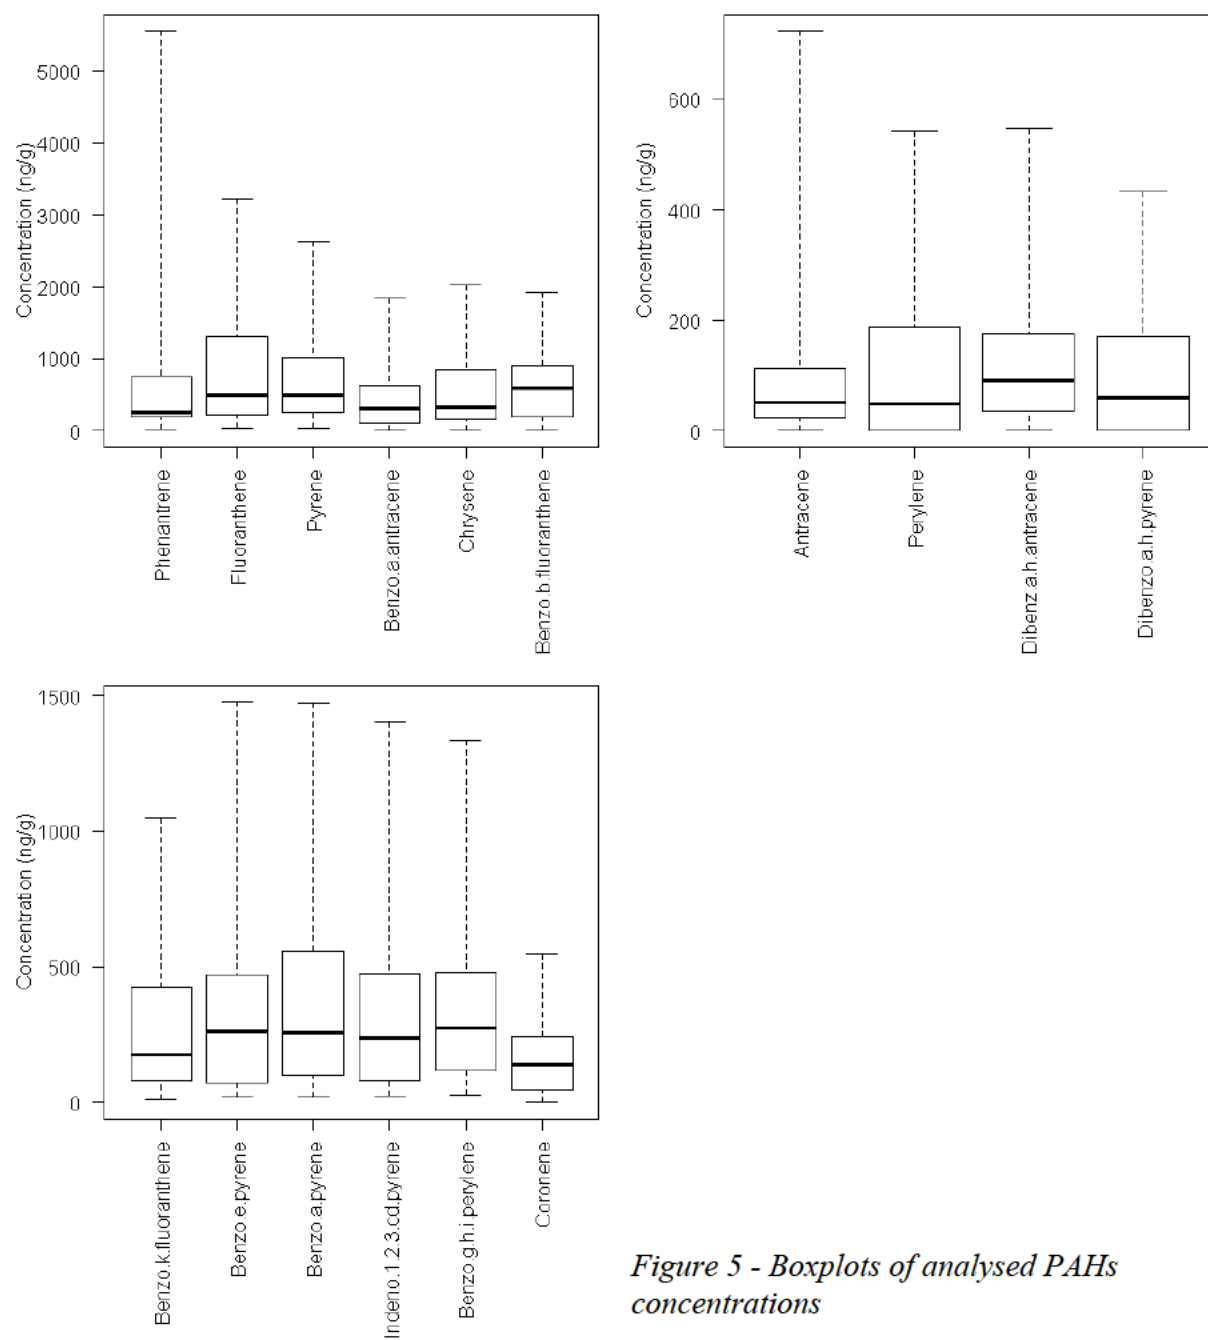 Concentration (ng/g)
5000
4000
3000
2000
1000
0
Phenantrene
Fluoranthene
Pyrene
Benzo.a.antracene
Chrysene
Benzo.b.fluoranthene
Concentration (ng/g)
600
400
200
0
Antracene
Perylene
Dibenz.a.h.antracene
Dibenzo.a.h.pyrene
Concentration (ng/g)
1500
1000
500
0
Benzo.k.fluoranthene
Benzo.e.pyrene
Benzo.a.pyrene
Indeno.1.2.3.cd.pyrene
Benzo.g.h.i.perylene
Coronene
Figure 5 - Boxplots of analysed PAHs
concentrations